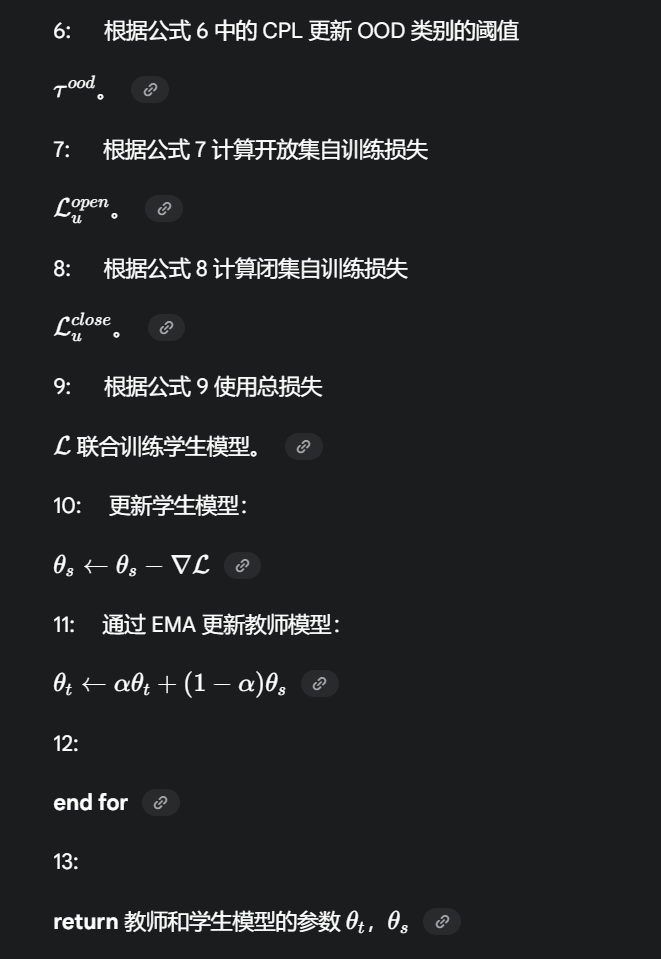 6: 根据公式 6 中的 CPL 更新 OOD 类别的阈值
τ^{ood}。
7: 根据公式 7 计算开放集自训练损失
ℒ_u^{open}。
8: 根据公式 8 计算闭集自训练损失
ℒ_u^{close}。
9: 根据公式 9 使用总损失
ℒ 联合训练学生模型。
10: 更新学生模型：
θ_s ← θ_s − ∇ℒ
11: 通过 EMA 更新教师模型：
θ_t ← αθ_t + (1 − α)θ_s
12:
end for
13:
return 教师和学生模型的参数 θ_t，θ_s